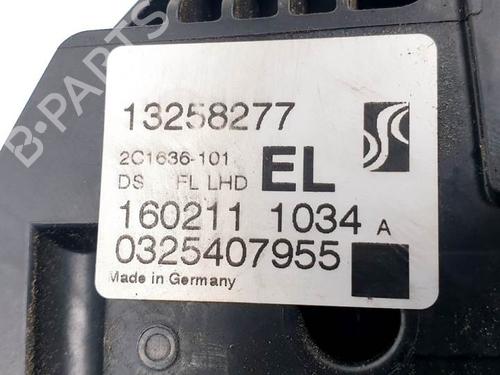 B-PARTS
13258277
2C1636-101
DS FL LHD EL
160211 1034 A
0325407955
Made in Germany